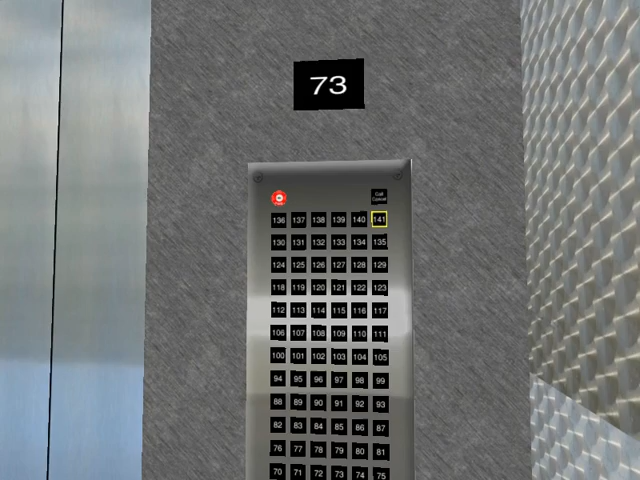 73
Call Cancel
136 137 138 139 140 141
130 131 132 133 134 135
124 125 126 127 128 129
118 119 120 121 122 123
112 113 114 115 116 117
106 107 108 109 110 111
100 101 102 103 104 105
94 95 96 97 98 99
88 89 90 91 92 93
82 83 84 85 86 87
76 77 78 79 80 81
70 71 72 73 74 75